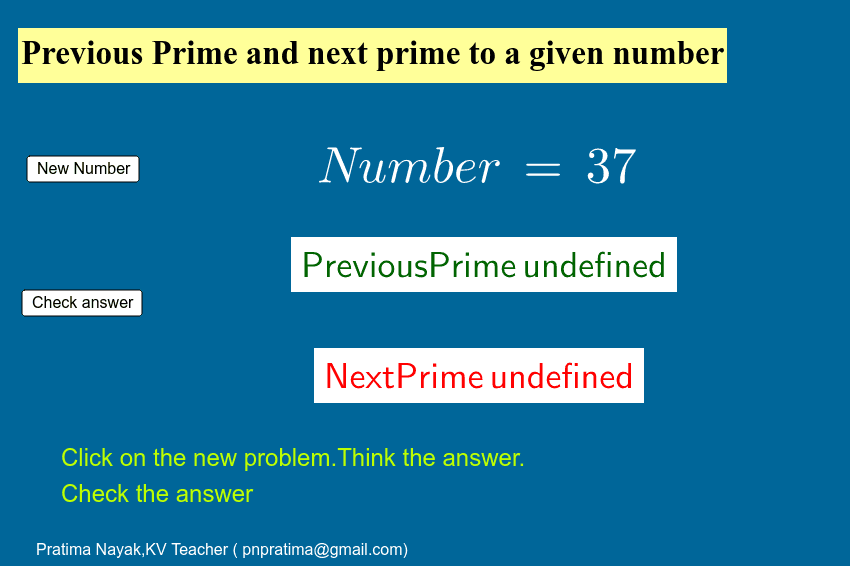 Previous Prime and next prime to a given number
New Number
Number = 37
PreviousPrime undefined
Check answer
NextPrime undefined
Click on the new problem.Think the answer.
Check the answer
Pratima Nayak,KV Teacher ( pnpratima@gmail.com)